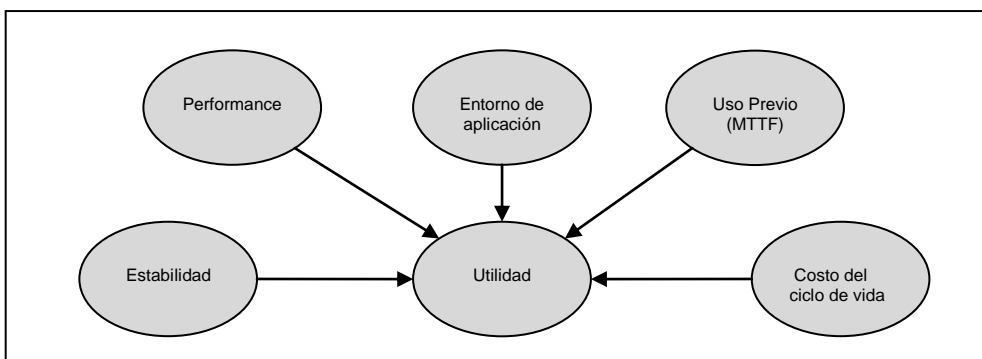 Performance
Entorno de
aplicación
Uso Previo
(MTTF)
Estabilidad
Utilidad
Costo del
ciclo de vida